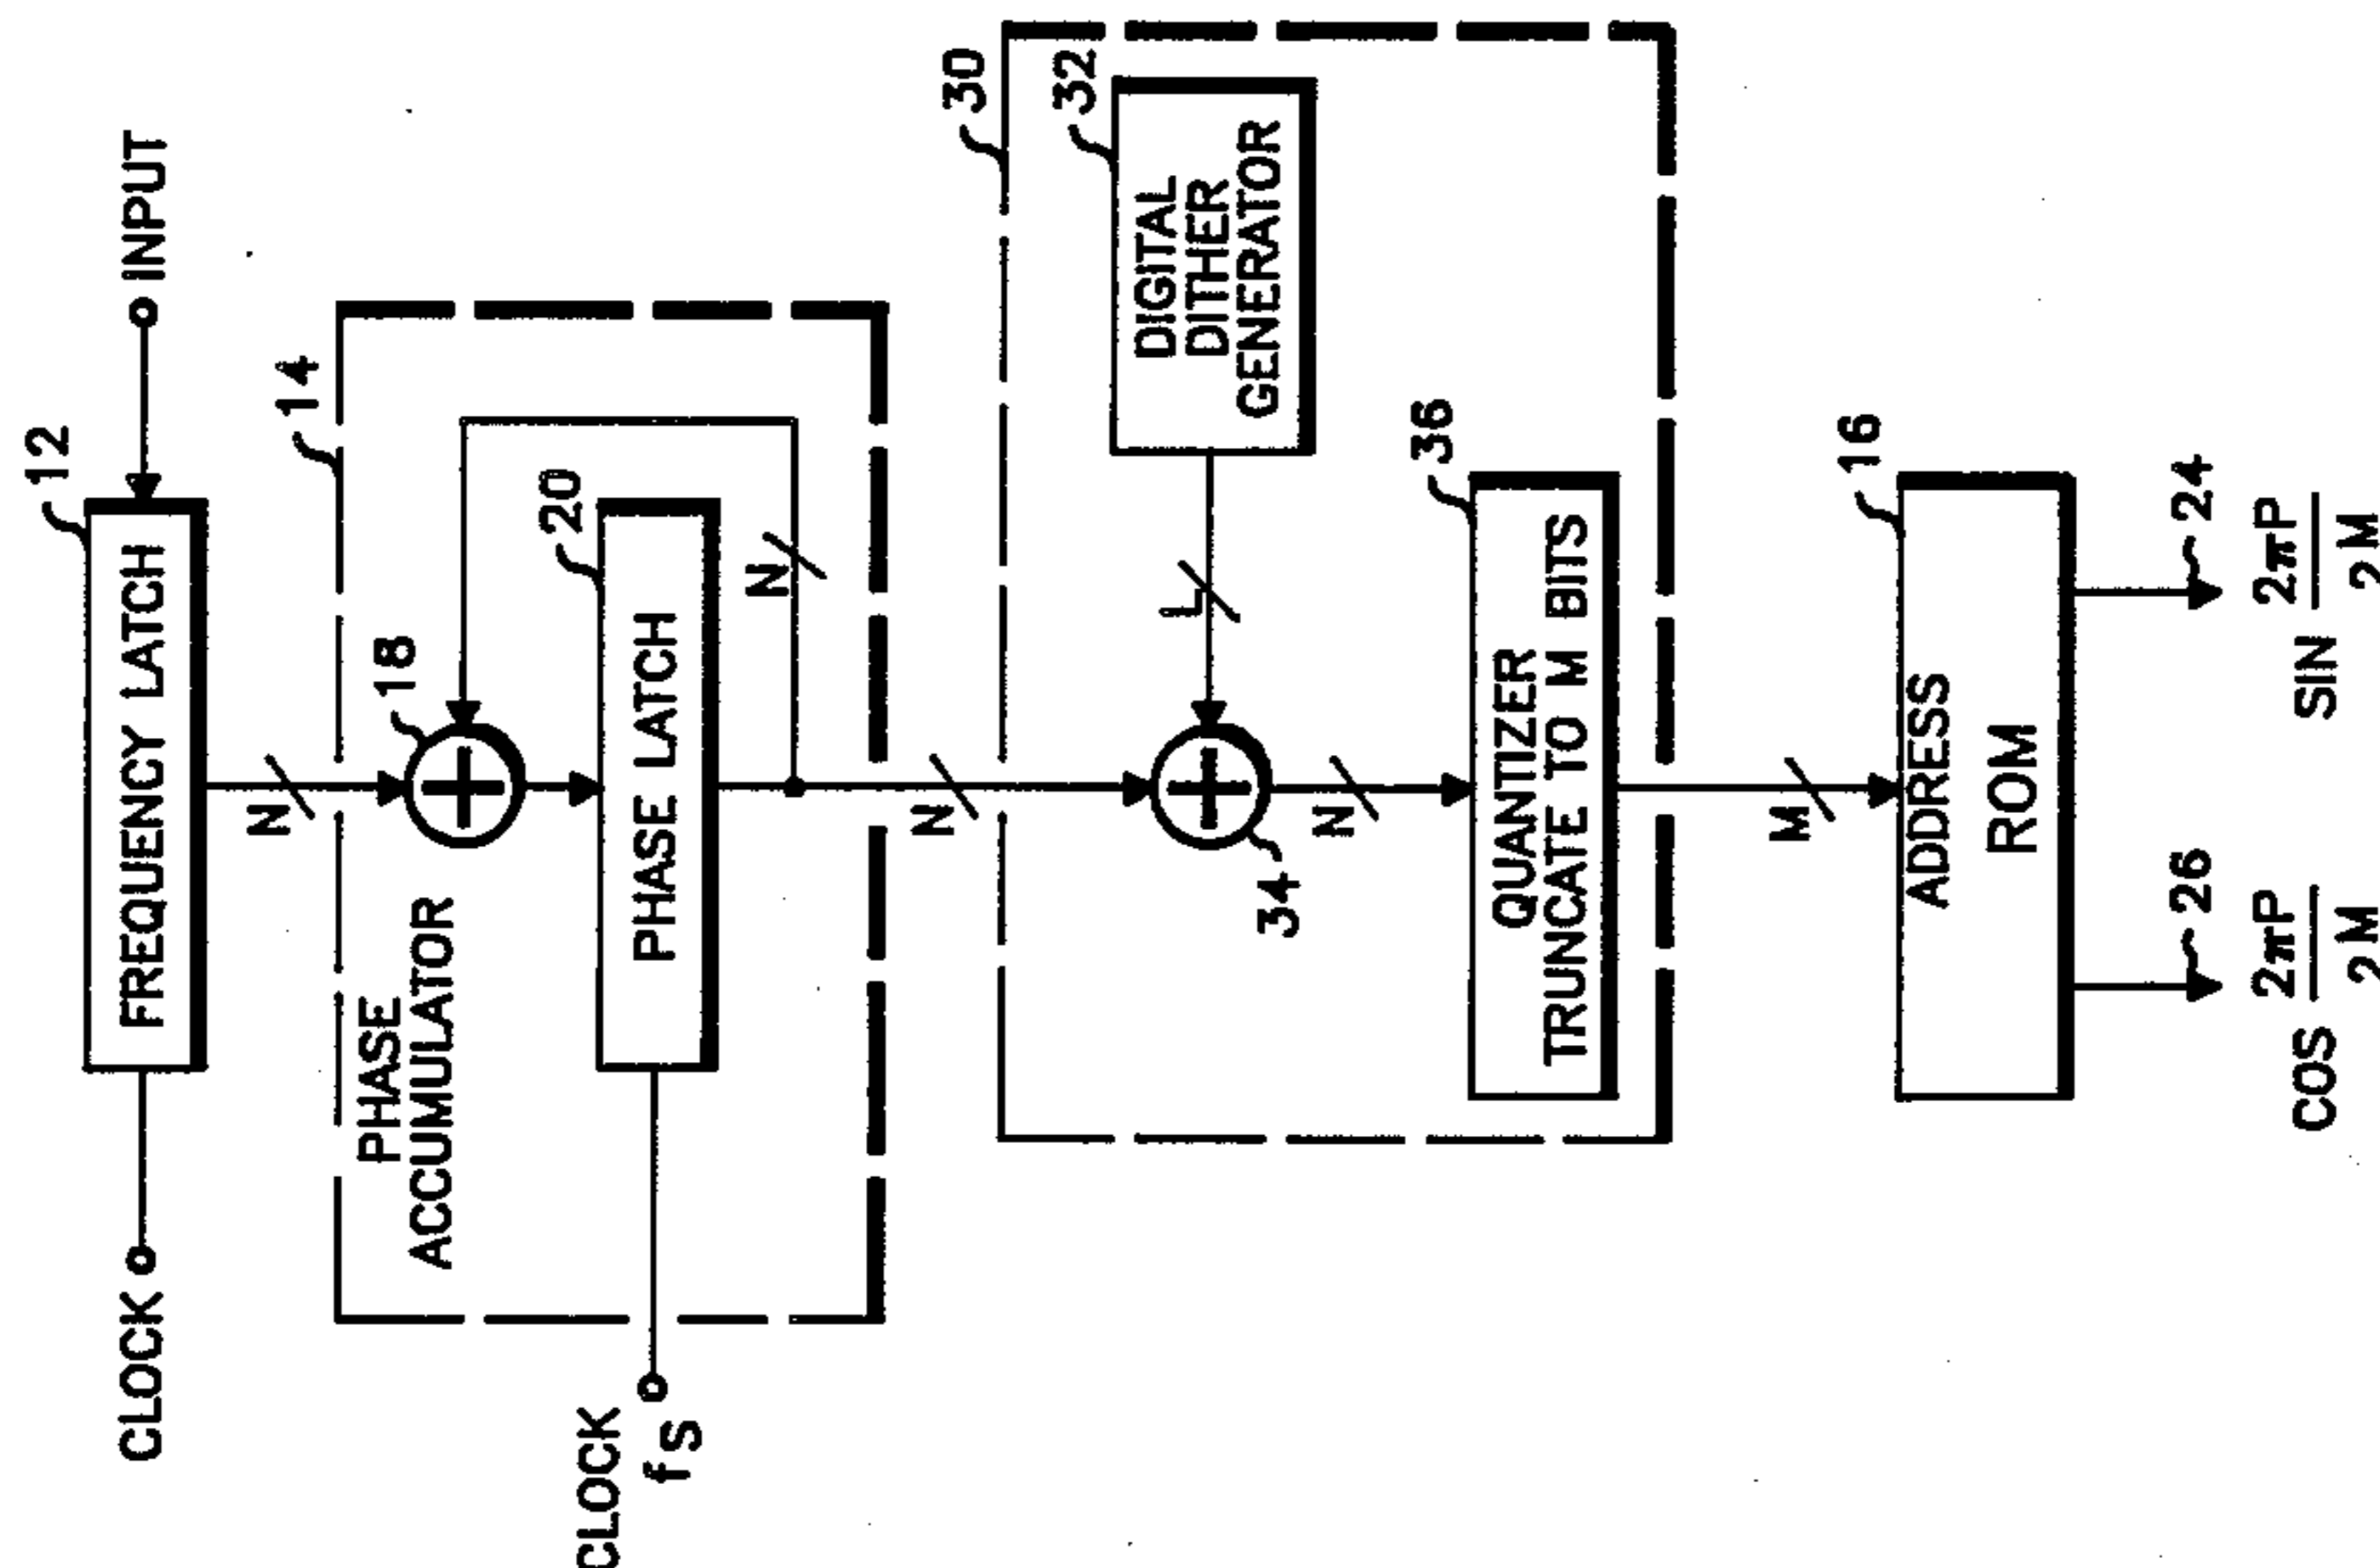 12
CLOCK
FREQUENCY LATCH
INPUT
N
14
PHASE
ACCUMULATOR
18
20
CLOCK
fS
PHASE LATCH
N
N
30
32
DIGITAL
DITHER
GENERATOR
L
34
N
36
QUANTIZER
TRUNCATE TO M BITS
M
16
ADDRESS
ROM
26
24
COS 2πP
2M
SIN 2πP
2M